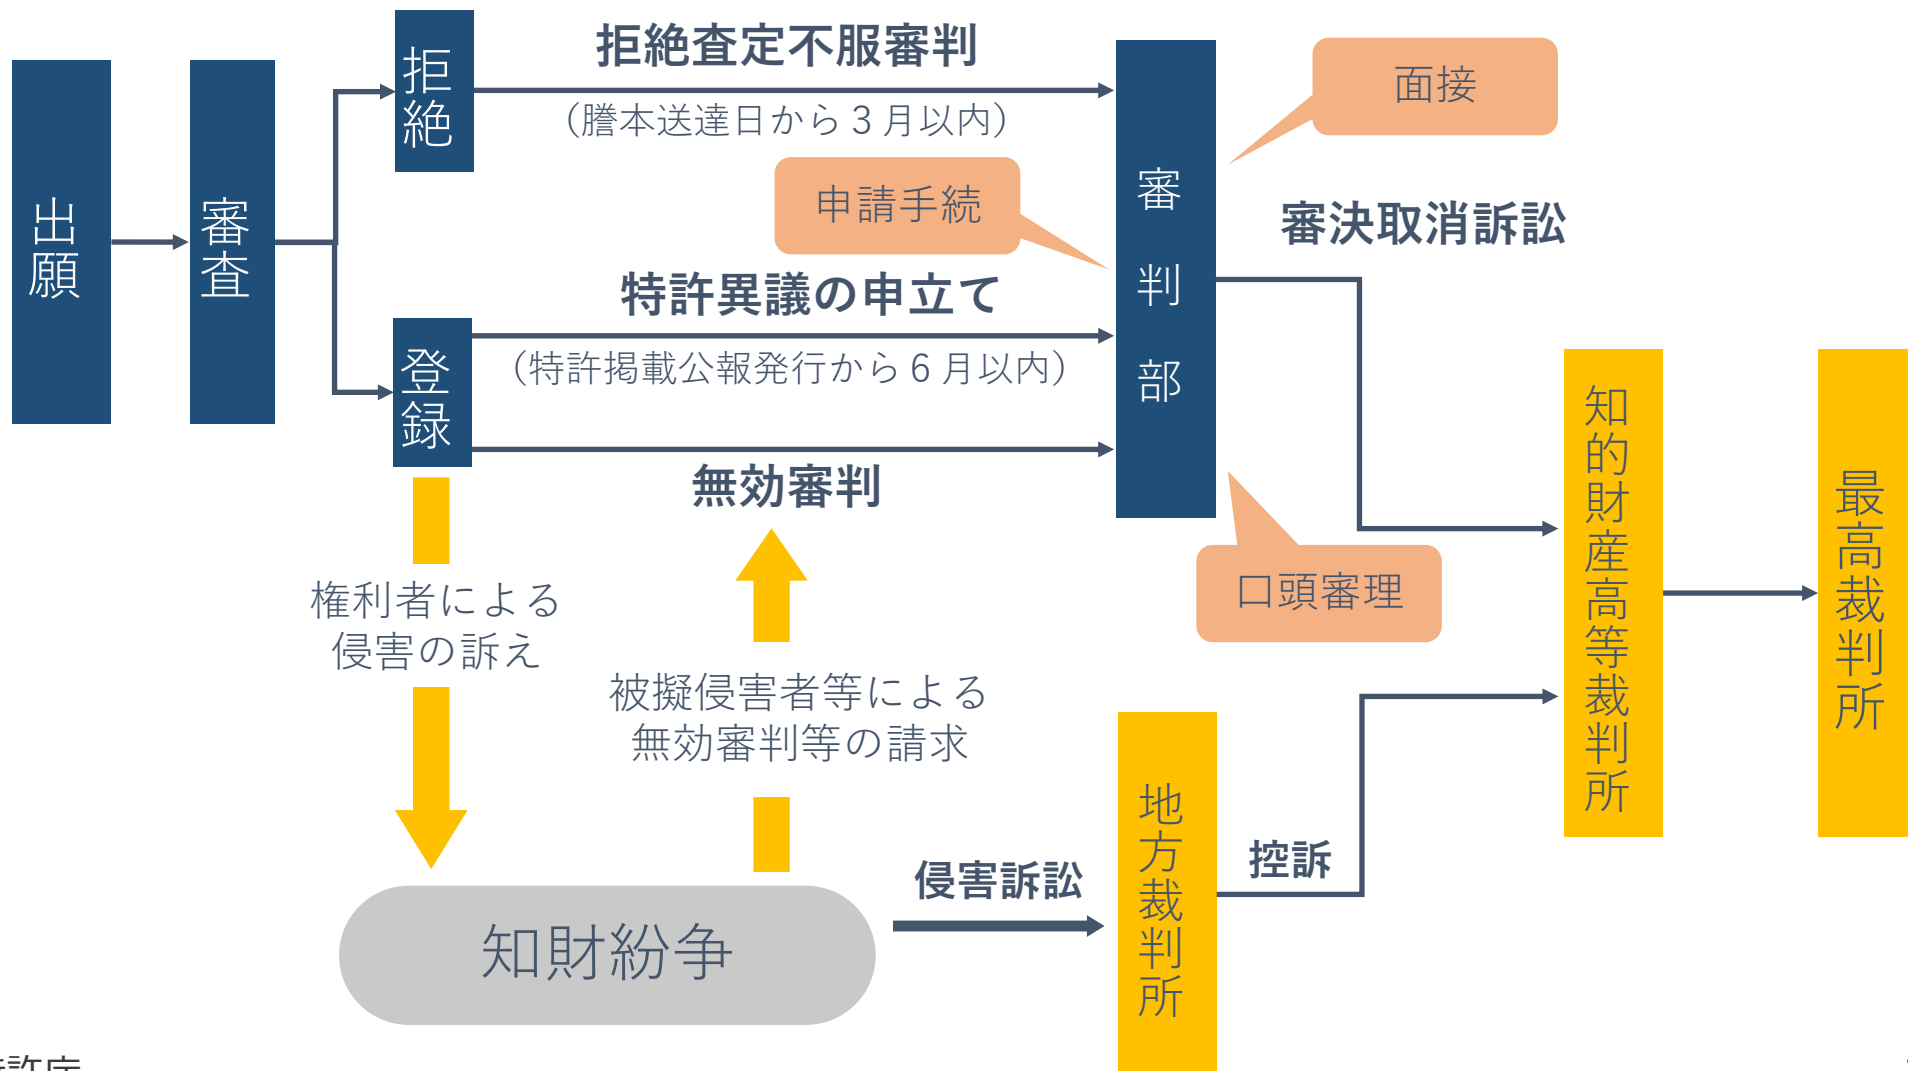 出願
審査
拒絶
拒絶査定不服審判
（謄本送達日から３月以内）
申請手続
登録
特許異議の申立て
（特許掲載公報発行から６月以内）
無効審判
審判部
面接
審決取消訴訟
口頭審理
権利者による
侵害の訴え
被擬侵害者等による
無効審判等の請求
知財紛争
侵害訴訟
地方裁判所
控訴
知的財産高等裁判所
最高裁判所